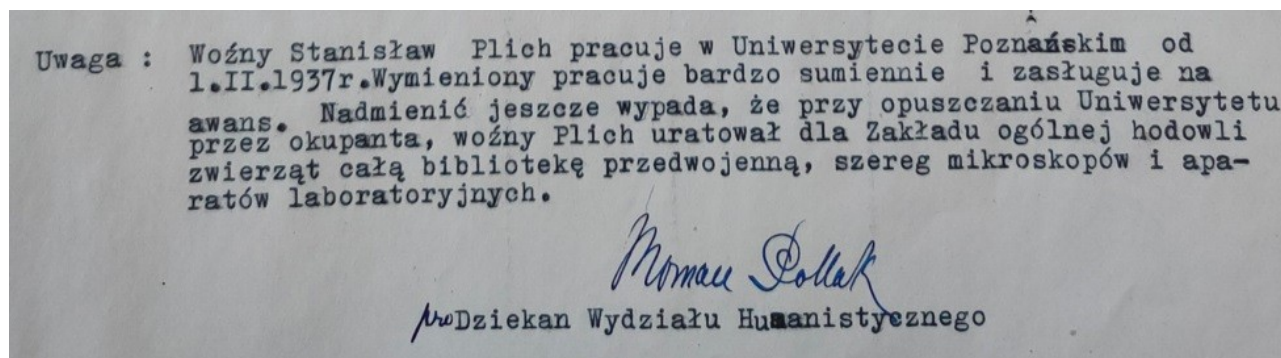 Uwaga : Woźny Stanisław Plich pracuje w Uniwersytecie Poznańskim od
1.II.1937r.Wymieniony pracuje bardzo sumiennie i zasługuje na
awans. Nadmienić jeszcze wypada, że przy opuszczaniu Uniwersytetu
przez okupanta, woźny Plich uratował dla Zakładu ogólnej hodowli
zwierząt całą bibliotekę przedwojenną, szereg mikroskopów i apa-
ratów laboratoryjnych.
Roman Pollak
proDziekan Wydziału Humanistycznego